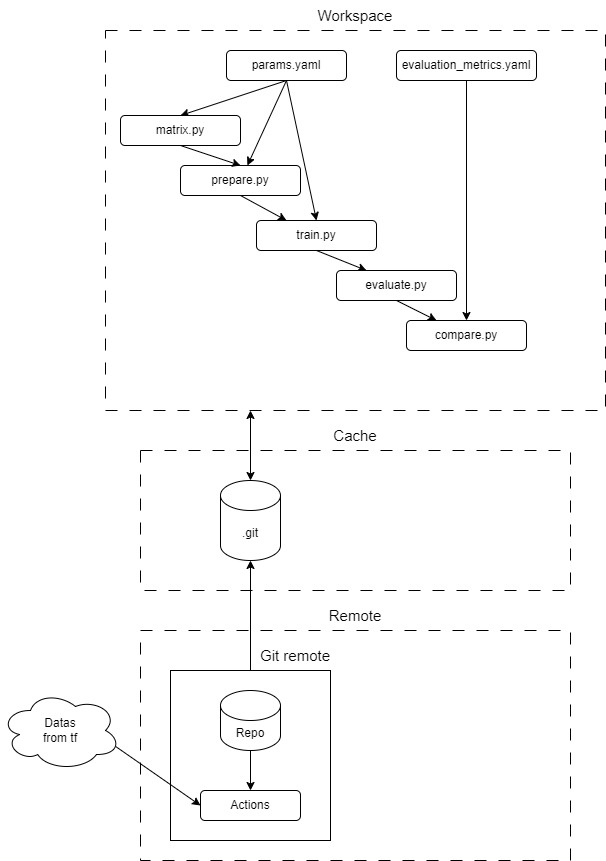 Workspace
params.yaml
evaluation_metrics.yaml
matrix.py
prepare.py
train.py
evaluate.py
compare.py
Cache
.git
Remote
Git remote
Datas
from tf
Repo
Actions